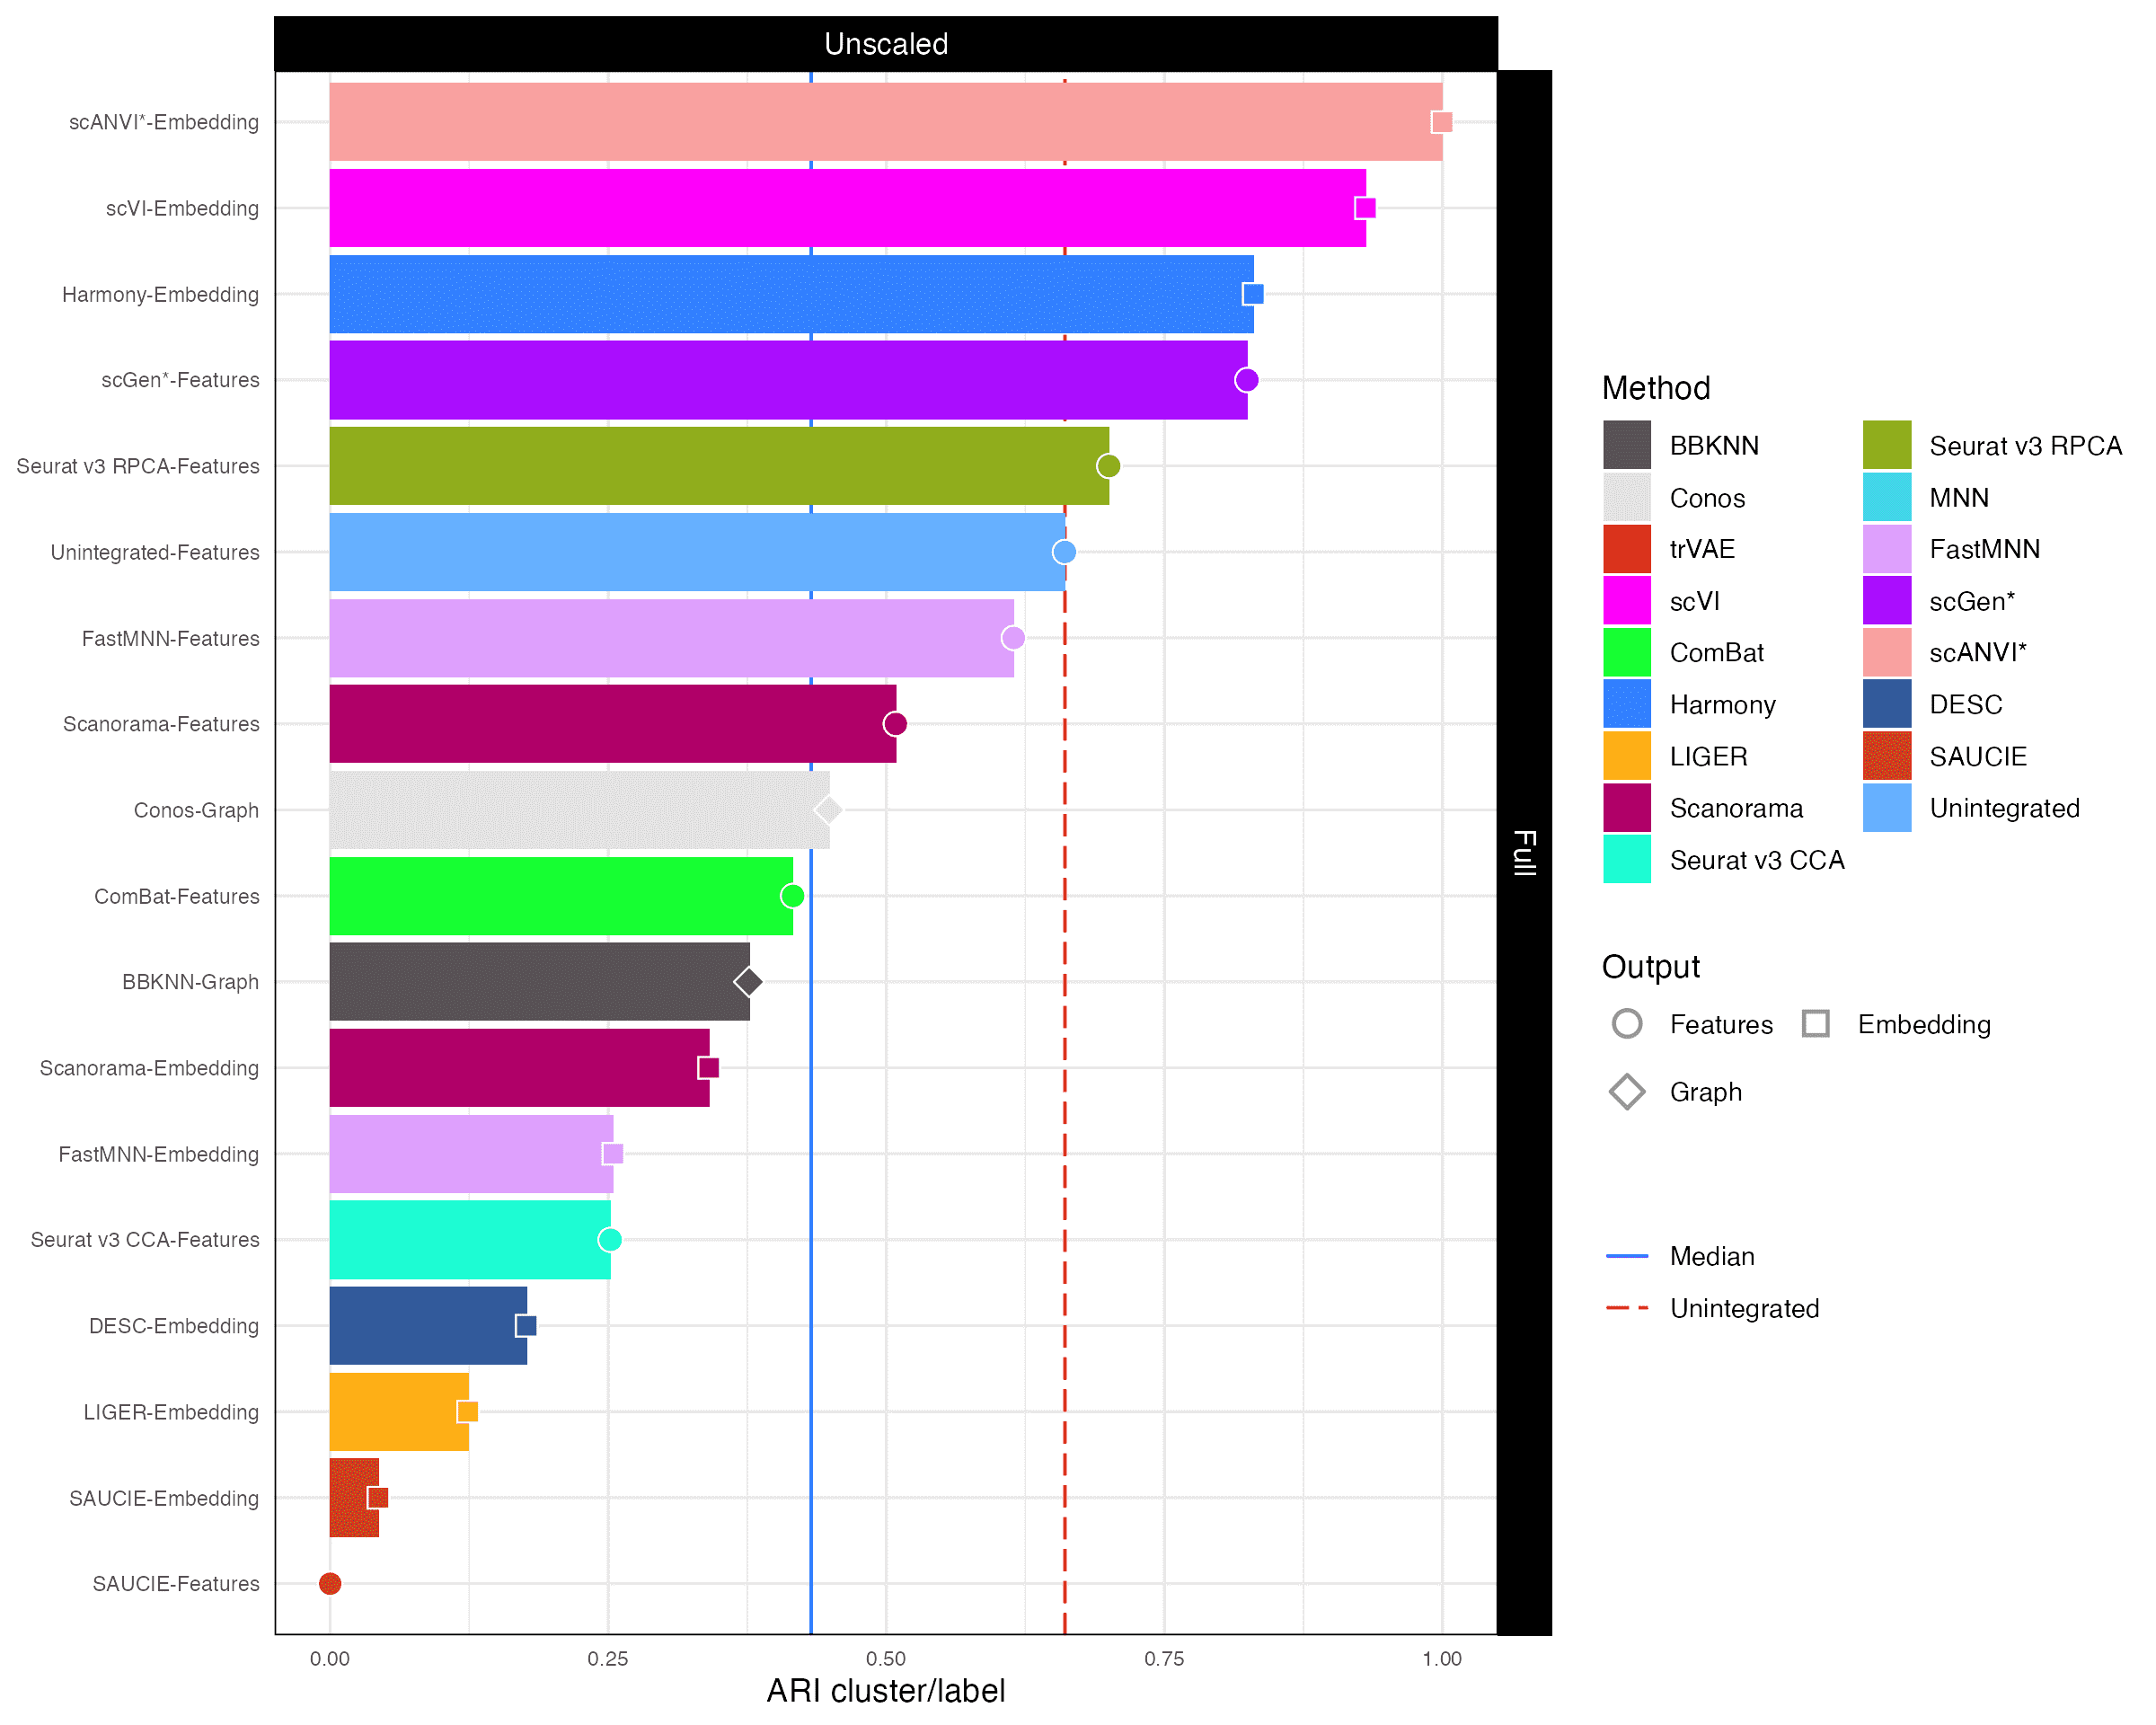 Unscaled
scANVI*-Embedding
scVI-Embedding
Harmony-Embedding
scGen*-Features
Seurat v3 RPCA-Features
Unintegrated-Features
FastMNN-Features
Scanorama-Features
Conos-Graph
ComBat-Features
BBKNN-Graph
Scanorama-Embedding
FastMNN-Embedding
Seurat v3 CCA-Features
DESC-Embedding
LIGER-Embedding
SAUCIE-Embedding
SAUCIE-Features
0.00 0.25 0.50 0.75 1.00
ARI cluster/label
Full
Method
BBKNN
Conos
trVAE
scVI
ComBat
Harmony
LIGER
Scanorama
Seurat v3 CCA
Seurat v3 RPCA
MNN
FastMNN
scGen*
scANVI*
DESC
SAUCIE
Unintegrated
Output
Features Embedding
Graph
Median
Unintegrated